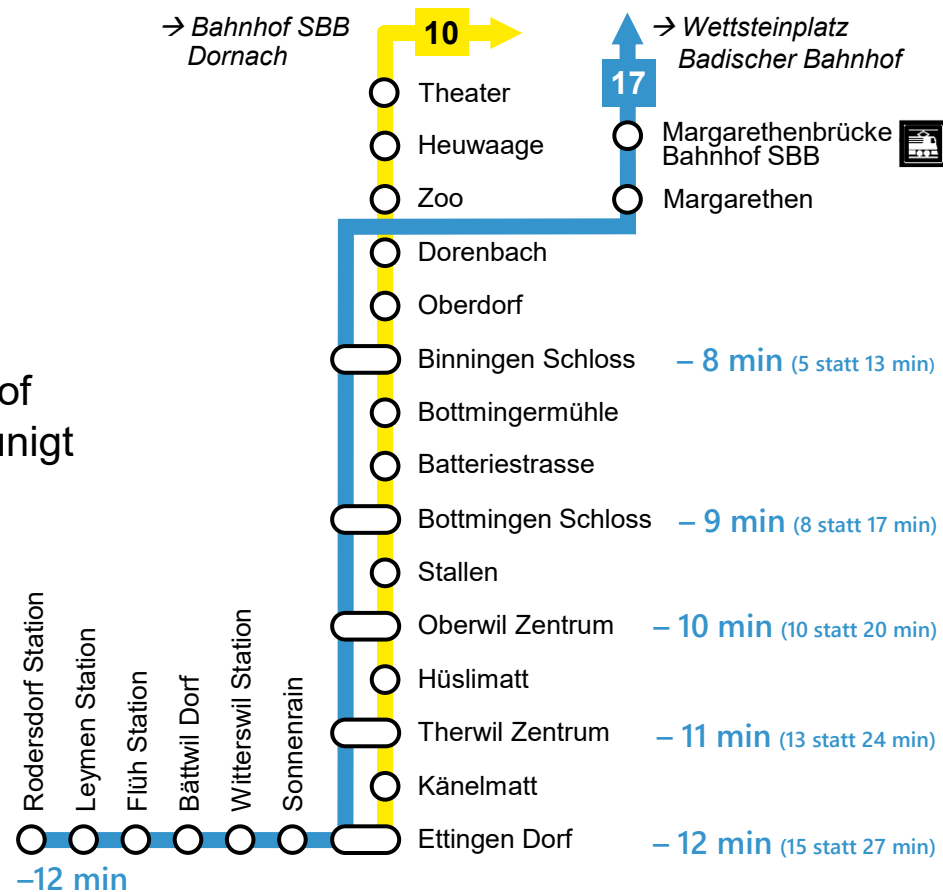 → Bahnhof SBB
Dornach
10
→ Wettsteinplatz
Badischer Bahnhof
17
Theater
Heuwaage
Zoo
Margarethenbrücke
Bahnhof SBB
Margarethen
Dorenbach
Oberdorf
Binningen Schloss – 8 min (5 statt 13 min)
of
unigt
Bottmingermühle
Batteriestrasse
Bottmingen Schloss – 9 min (8 statt 17 min)
Stallen
Oberwil Zentrum – 10 min (10 statt 20 min)
Hüslimatt
Therwil Zentrum – 11 min (13 statt 24 min)
Känelmatt
Ettingen Dorf – 12 min (15 statt 27 min)
Rodersdorf Station
Leymen Station
Flüh Station
Bättwil Dorf
Witterswil Station
Sonnenrain
–12 min